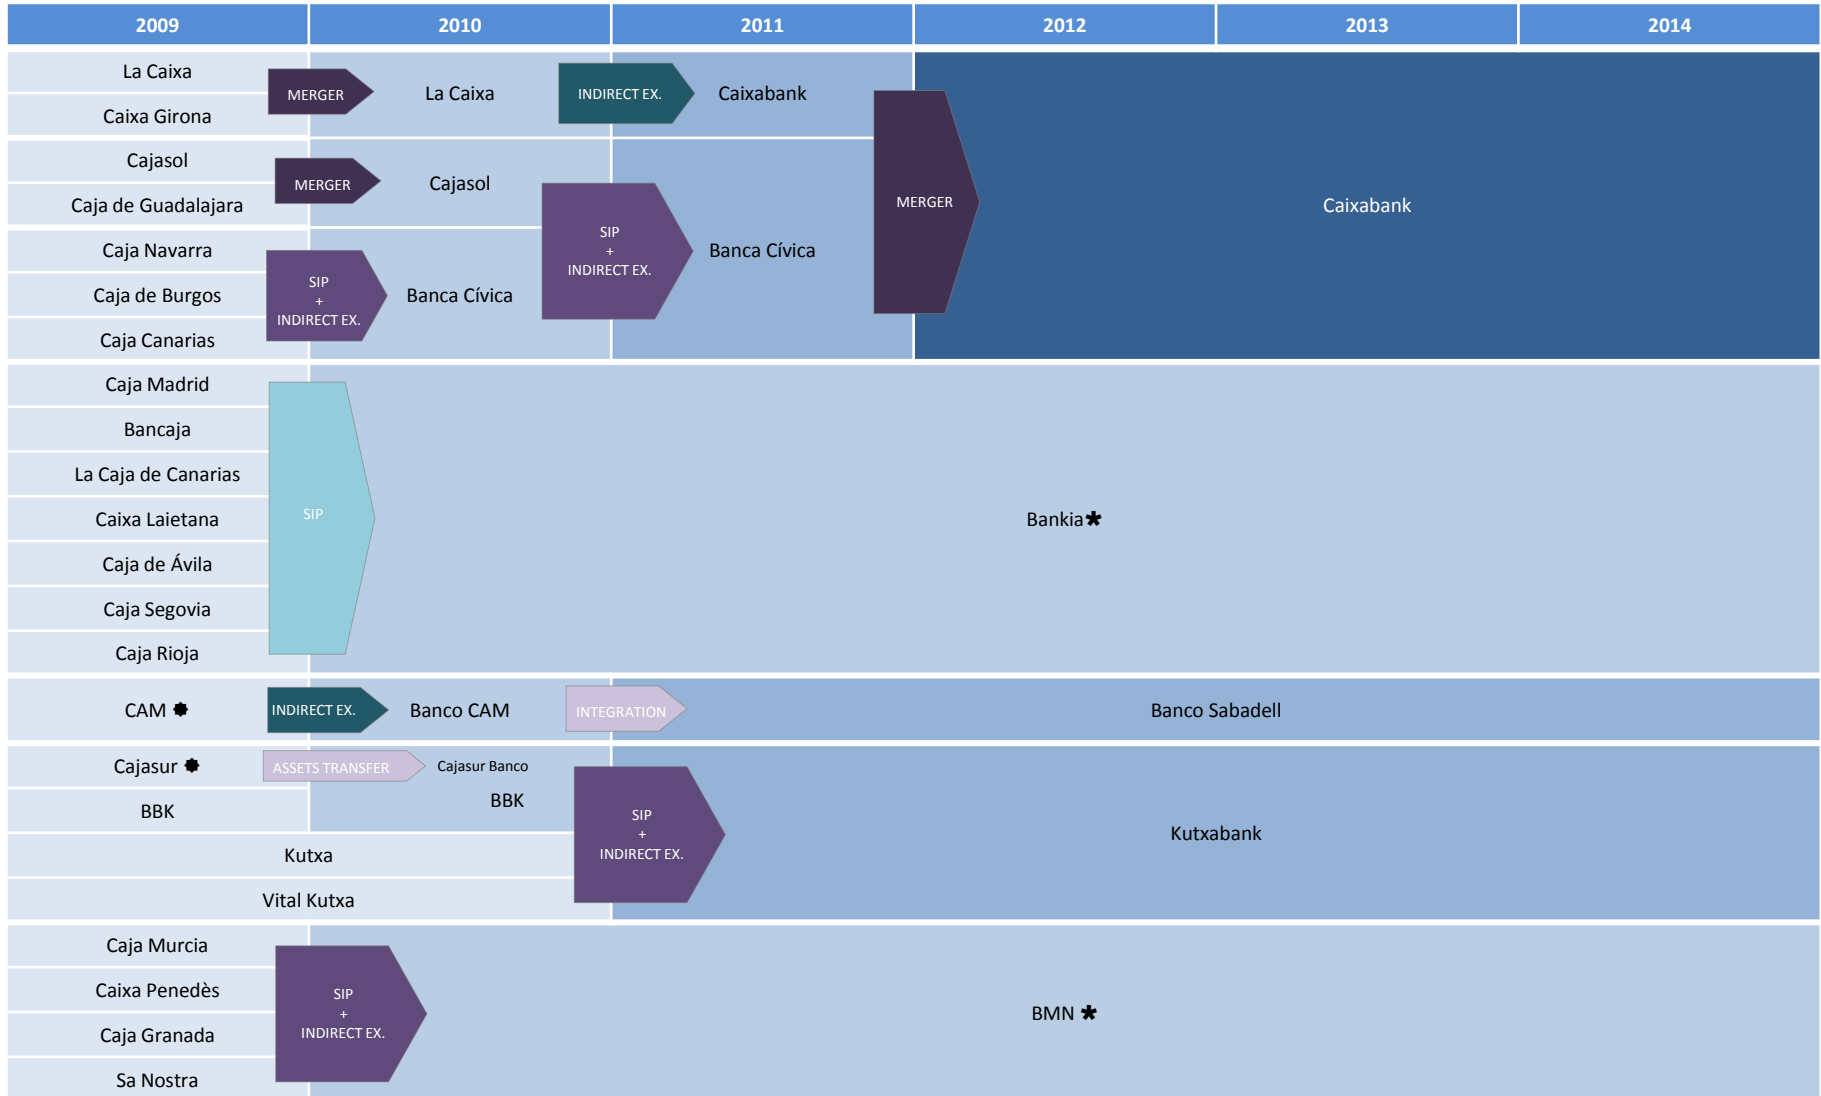 2009 2010 2011 2012 2013 2014
La Caixa
Caixa Girona
MERGER
La Caixa
INDIRECT EX.
Caixabank
Cajasol
Caja de Guadalajara
MERGER
Cajasol
Caja Navarra
Caja de Burgos
Caja Canarias
SIP
+
INDIRECT EX.
Banca Cívica
SIP
+
INDIRECT EX.
Banca Cívica
MERGER
Caixabank
Caja Madrid
Bancaja
La Caja de Canarias
Caixa Laietana
Caja de Ávila
Caja Segovia
Caja Rioja
SIP
Bankia*
CAM
INDIRECT EX.
Banco CAM
INTEGRATION
Banco Sabadell
Cajasur
ASSETS TRANSFER
Cajasur Banco
BBK
BBK
Kutxa
Vital Kutxa
SIP
+
INDIRECT EX.
Kutxabank
Caja Murcia
Caixa Penedès
Caja Granada
Sa Nostra
SIP
+
INDIRECT EX.
BMN *